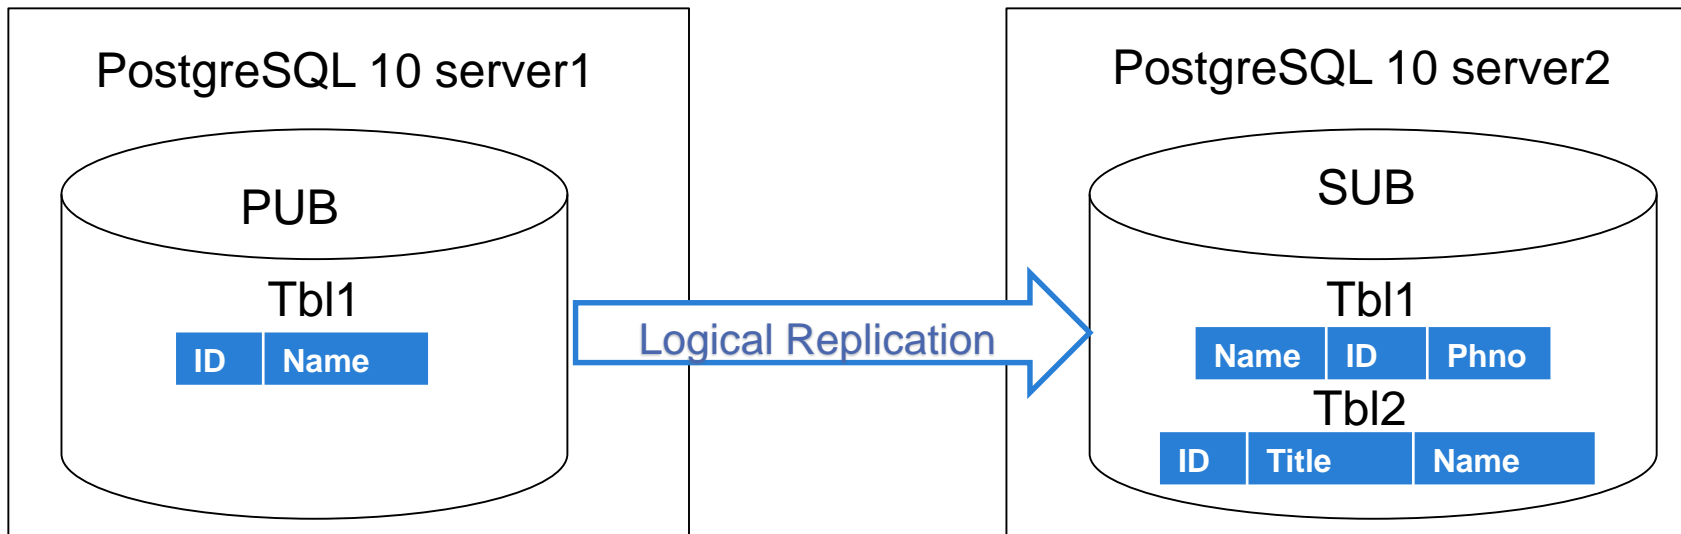 PostgreSQL 10 server1
PUB
Tbl1
ID Name
Logical Replication
PostgreSQL 10 server2
SUB
Tbl1
Name ID Phno
Tbl2
ID Title Name